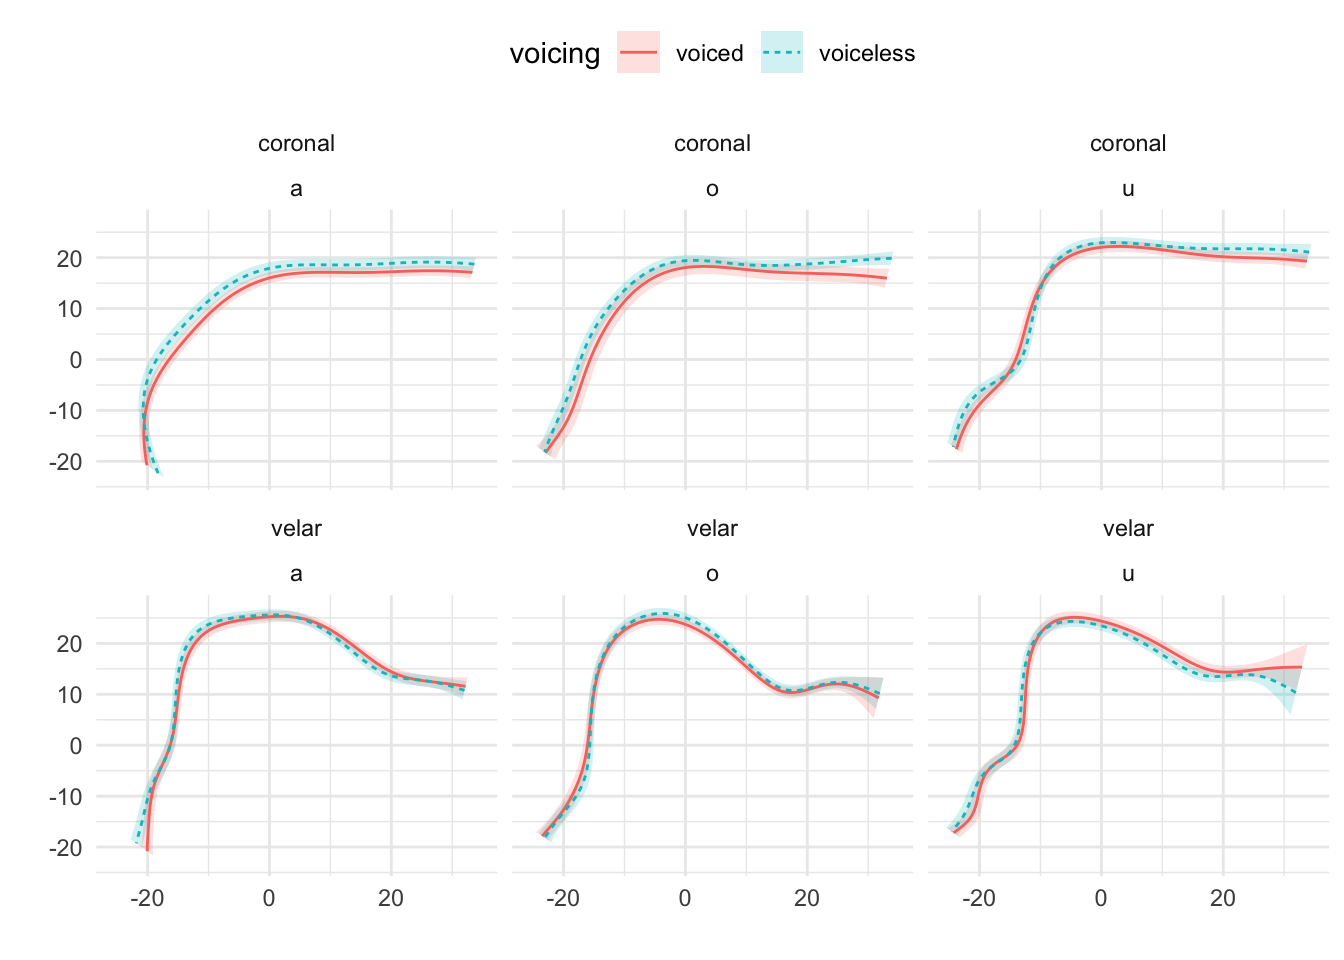 voicing voiced voiceless
coronal coronal coronal
a o u
20
10
0
-10
-20
velar velar velar
a o u
20
10
0
-10
-20
-20 0 20 -20 0 20 -20 0 20